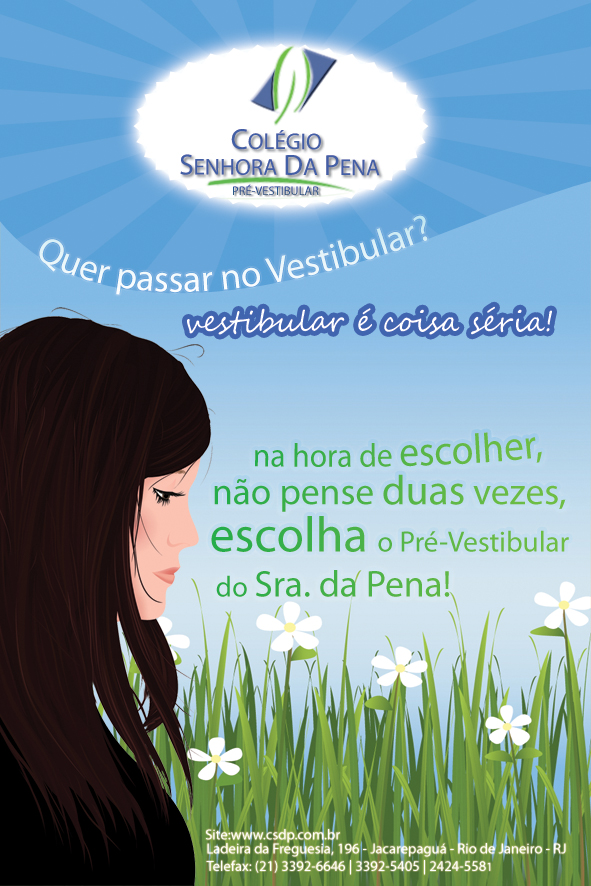 COLÉGIO
SENHORA DA PENA
PRÉ-VESTIBULAR
Quer passar no Vestibular?
vestibular é coisa séria!
na hora de escolher,
não pense duas vezes,
escolha o Pré-Vestibular
do Sra. da Pena!
Site:www.csdp.com.br
Ladeira da Freguesía, 196 - Jacarepaguá - Rio de Janeiro - RJ
Telefax: (21) 3392-6646 | 3392-5405 | 2424-5581